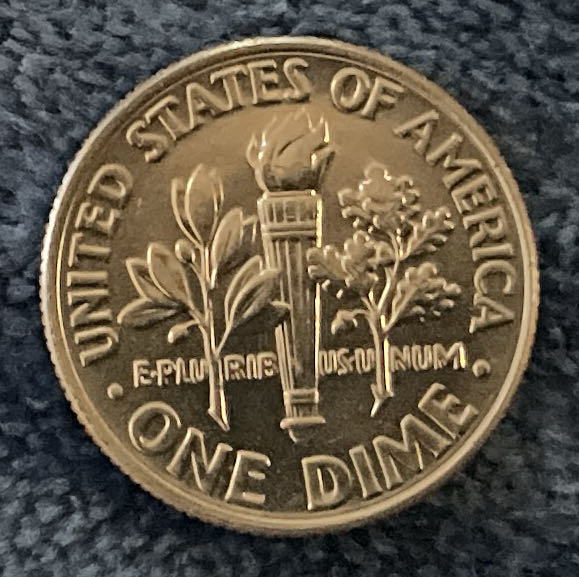 UNITED STATES OF AMERICA
E·PLURIBUS·UNUM
· ONE DIME ·